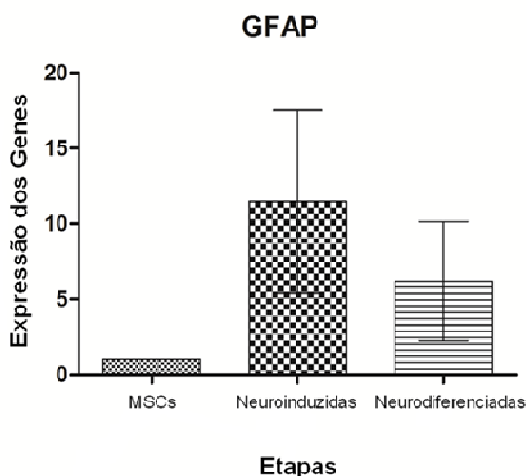 GFAP
Expressão dos Genes
20
15
10
5
0
MSCs Neuroinduzidas Neurodiferenciadas
Etapas